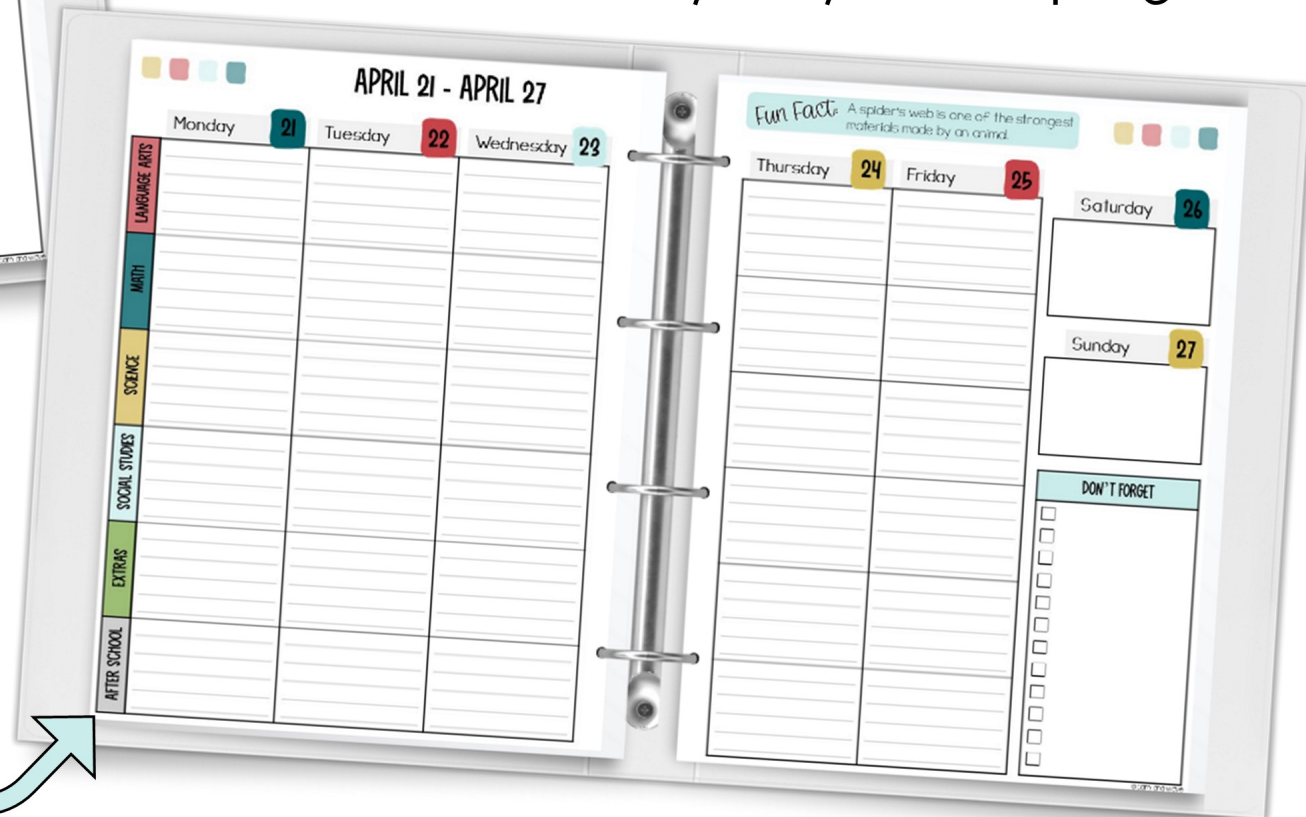 APRIL 21 - APRIL 27
Monday 21
Tuesday 22
Wednesday 23
LANGUAGE ARTS
MATH
SCIENCE
SOCIAL STUDIES
EXTRAS
AFTER SCHOOL
Fun Fact: A spider's web is one of the strongest
materials made by an animal.
Thursday 24
Friday 25
Saturday 26
Sunday 27
DON'T FORGET